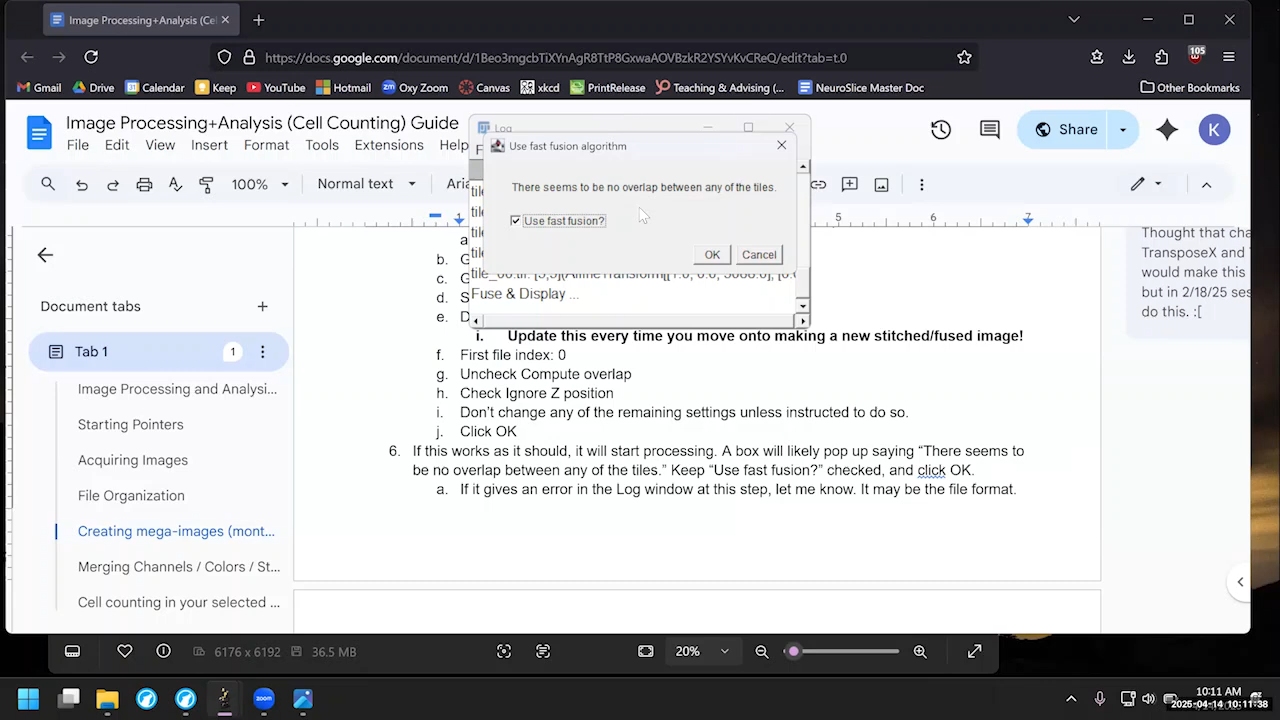 Image Processing+Analysis (Cel
https://docs.google.com/document/d/1Beo3mgcbTiXYnAgR8TtP8GxwaAOVBzkR2YSYvKvCReQ/edit?tab=t.0
105
Gmail Drive Calendar Keep YouTube Hotmail Oxy Zoom Canvas xkcd PrintRelease Teaching & Advising (... NeuroSlice Master Doc Other Bookmarks
Image Processing+Analysis (Cell Counting) Guide
File Edit View Insert Format Tools Extensions Help
Share
K
100% Normal text Aria
Log
F
Use fast fusion algorithm
There seems to be no overlap between any of the tiles.
Use fast fusion?
OK Cancel
tile
tile
tile
tile
Fuse & Display ...
1 5 6 7
Document tabs
Tab 1
1
Image Processing and Analysi...
Starting Pointers
Acquiring Images
File Organization
Creating mega-images (mont...
Merging Channels / Colors / St...
Cell counting in your selected ...
a
b. G
c. G
d. S
e. D
i. Update this every time you move onto making a new stitched/fused image!
f. First file index: 0
g. Uncheck Compute overlap
h. Check Ignore Z position
i. Don’t change any of the remaining settings unless instructed to do so.
j. Click OK
6. If this works as it should, it will start processing. A box will likely pop up saying “There seems to
be no overlap between any of the tiles.” Keep “Use fast fusion?” checked, and click OK.
a. If it gives an error in the Log window at this step, let me know. It may be the file format.
Thought that cha
TransposeX and
would make this
but in 2/18/25 ses
do this. :[
6176 x 6192 36.5 MB
20%
10:11 AM
2025-04-14 10:11:38